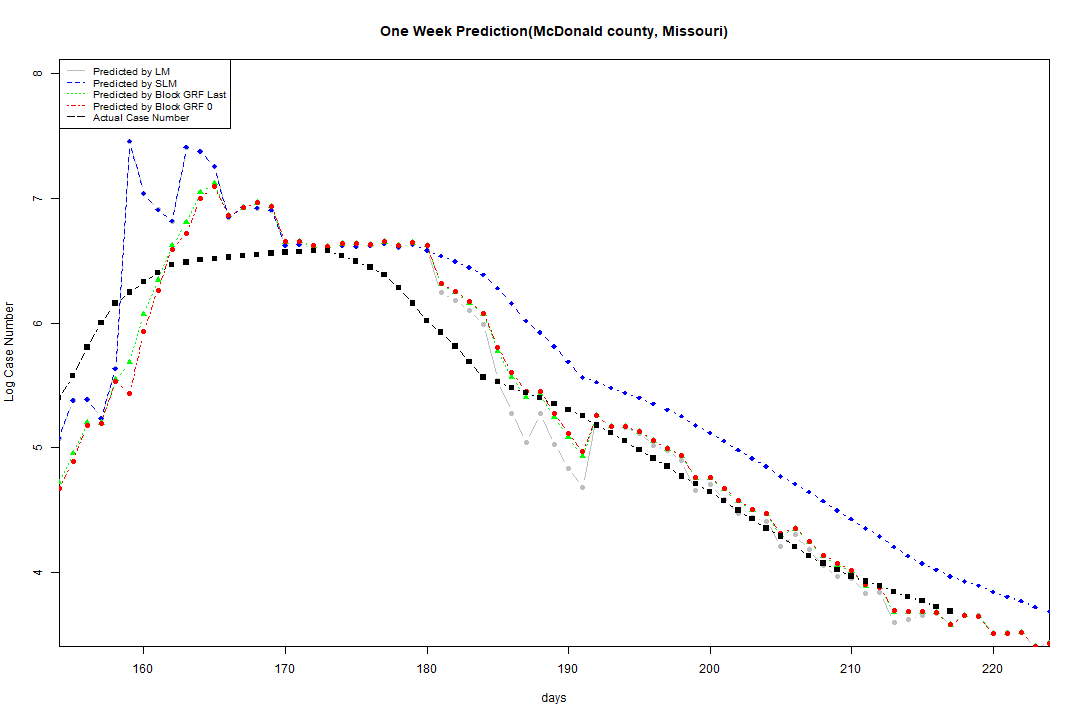 One Week Prediction(McDonald county, Missouri)
8
Predicted by LM
Predicted by SLM
Predicted by Block GRF Last
Predicted by Block GRF 0
Actual Case Number
7
6
5
4
Log Case Number
160 170 180 190 200 210 220
days